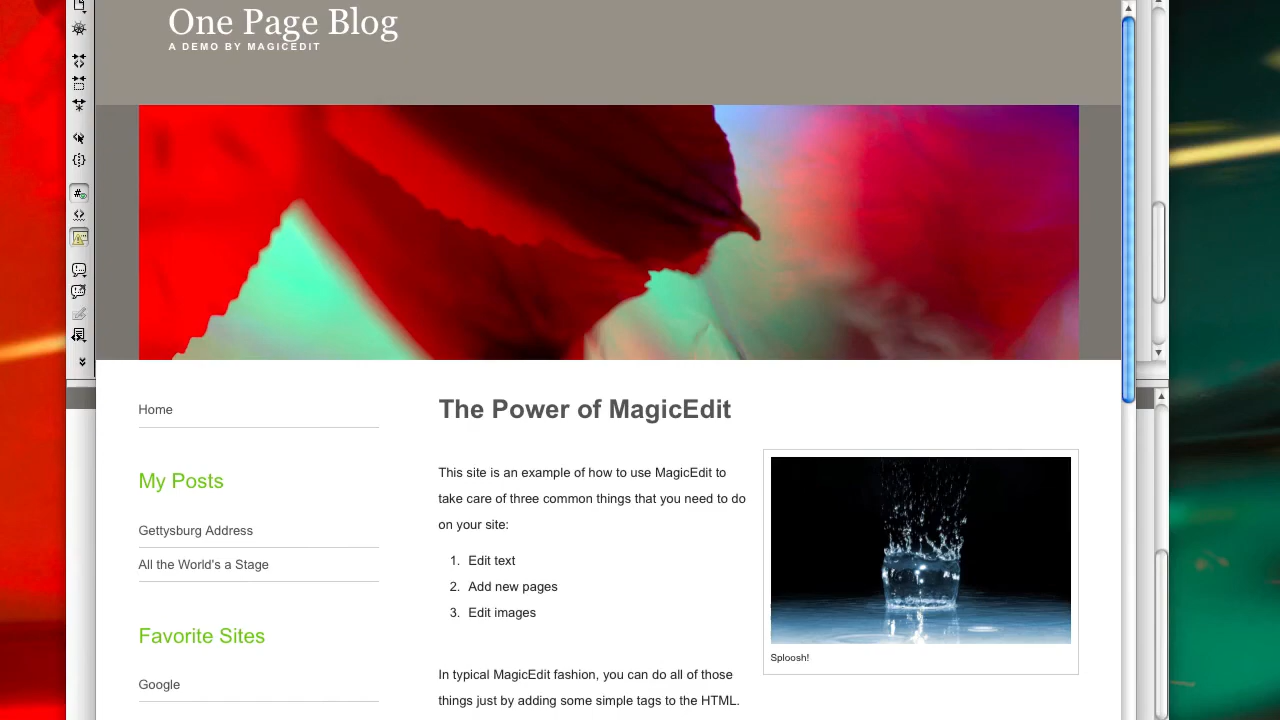 One Page Blog
A DEMO BY MAGICEDIT
Home
My Posts
Gettysburg Address
All the World's a Stage
Favorite Sites
Google
The Power of MagicEdit
This site is an example of how to use MagicEdit to
take care of three common things that you need to do
on your site:
1. Edit text
2. Add new pages
3. Edit images
In typical MagicEdit fashion, you can do all of those
things just by adding some simple tags to the HTML.
Sploosh!